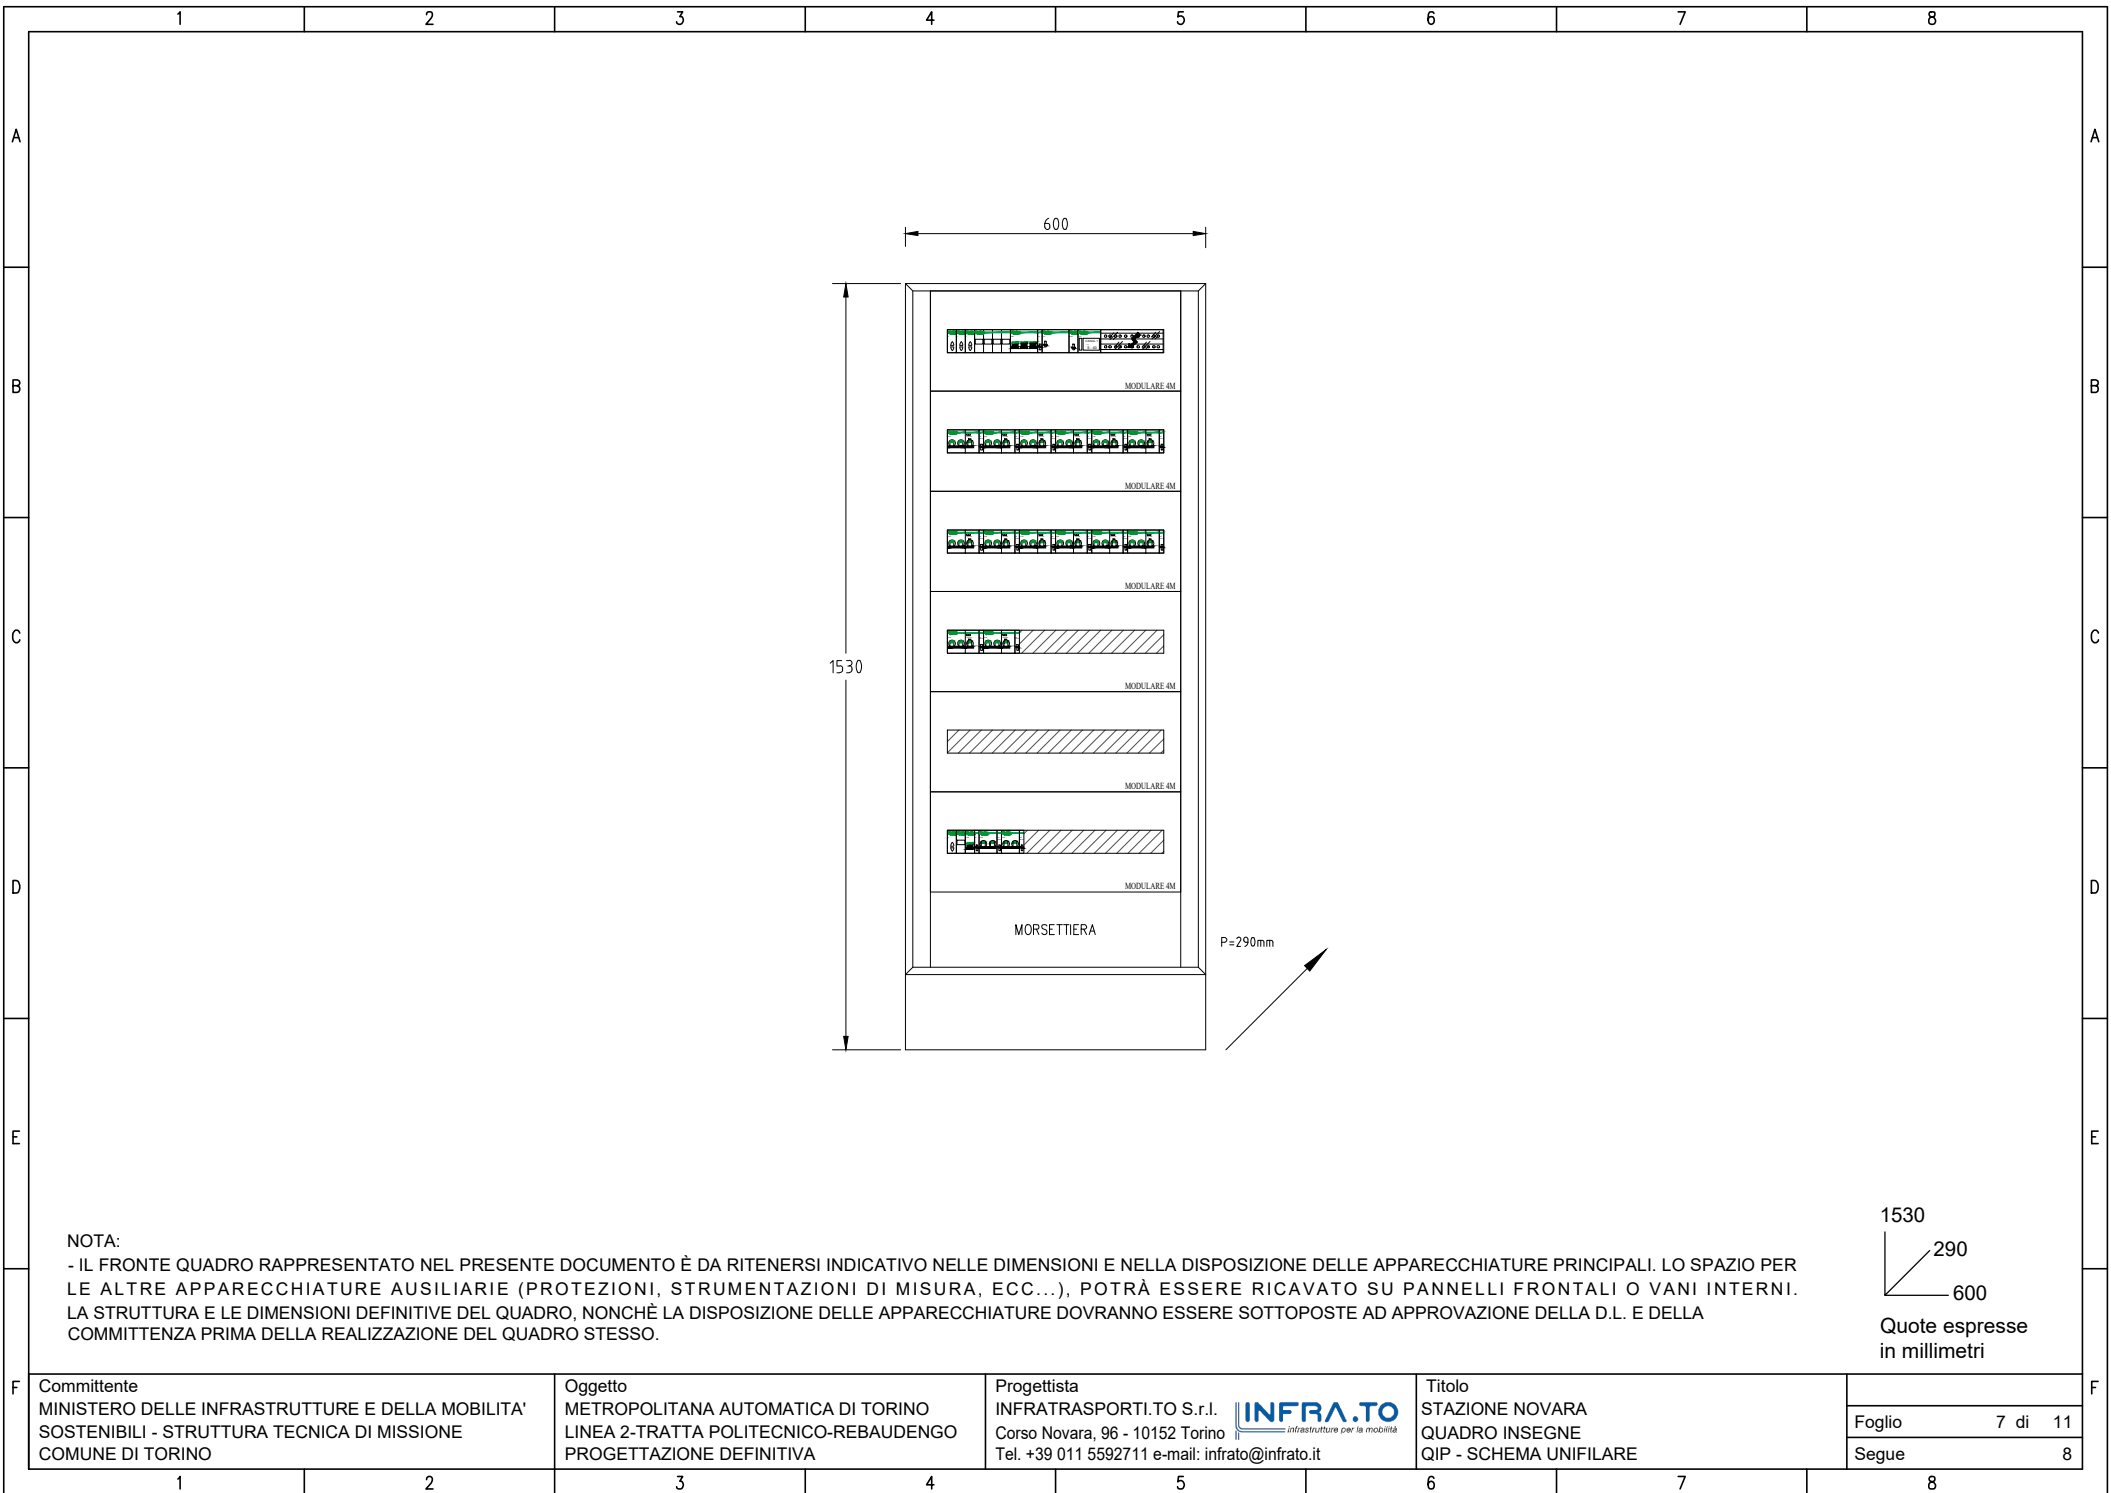 1 2 3 4 5 6 7 8
A A
600
B B
MODULARE 4M
MODULARE 4M
MODULARE 4M
C C
1530
MODULARE 4M
MODULARE 4M
D D
MODULARE 4M
MORSETTIERA
P=290mm
E E
NOTA:
- IL FRONTE QUADRO RAPPRESENTATO NEL PRESENTE DOCUMENTO È DA RITENERSI INDICATIVO NELLE DIMENSIONI E NELLA DISPOSIZIONE DELLE APPARECCHIATURE PRINCIPALI. LO SPAZIO PER
LE ALTRE APPARECCHIATURE AUSILIARIE (PROTEZIONI, STRUMENTAZIONI DI MISURA, ECC...), POTRÀ ESSERE RICAVATO SU PANNELLI FRONTALI O VANI INTERNI.
LA STRUTTURA E LE DIMENSIONI DEFINITIVE DEL QUADRO, NONCHÈ LA DISPOSIZIONE DELLE APPARECCHIATURE DOVRANNO ESSERE SOTTOPOSTE AD APPROVAZIONE DELLA D.L. E DELLA
COMMITTENZA PRIMA DELLA REALIZZAZIONE DEL QUADRO STESSO.
1530
290
600
Quote espresse
in millimetri
F F
Committente
MINISTERO DELLE INFRASTRUTTURE E DELLA MOBILITA'
SOSTENIBILI - STRUTTURA TECNICA DI MISSIONE
COMUNE DI TORINO
Oggetto
METROPOLITANA AUTOMATICA DI TORINO
LINEA 2-TRATTA POLITECNICO-REBAUDENGO
PROGETTAZIONE DEFINITIVA
Progettista
INFRATRASPORTI.TO S.r.l.
Corso Novara, 96 - 10152 Torino
Tel. +39 011 5592711 e-mail: infrato@infrato.it
INFRA.TO
infrastrutture per la mobilità
Titolo
STAZIONE NOVARA
QUADRO INSEGNE
QIP - SCHEMA UNIFILARE
Foglio 7 di 11
Segue 8
1 2 3 4 5 6 7 8